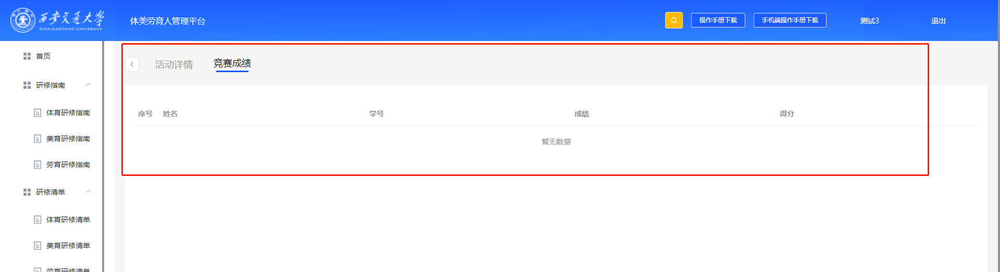 西安交通大学
XI'AN JIAOTONG UNIVERSITY
体美劳育人管理平台
操作手册下载
手机端操作手册下载
测试3
退出
首页
研修指南
体育研修指南
美育研修指南
劳育研修指南
研修清单
体育研修清单
美育研修清单
劳育研修清单
活动详情
竞赛成绩
序号 姓名 学号 成绩 得分
暂无数据